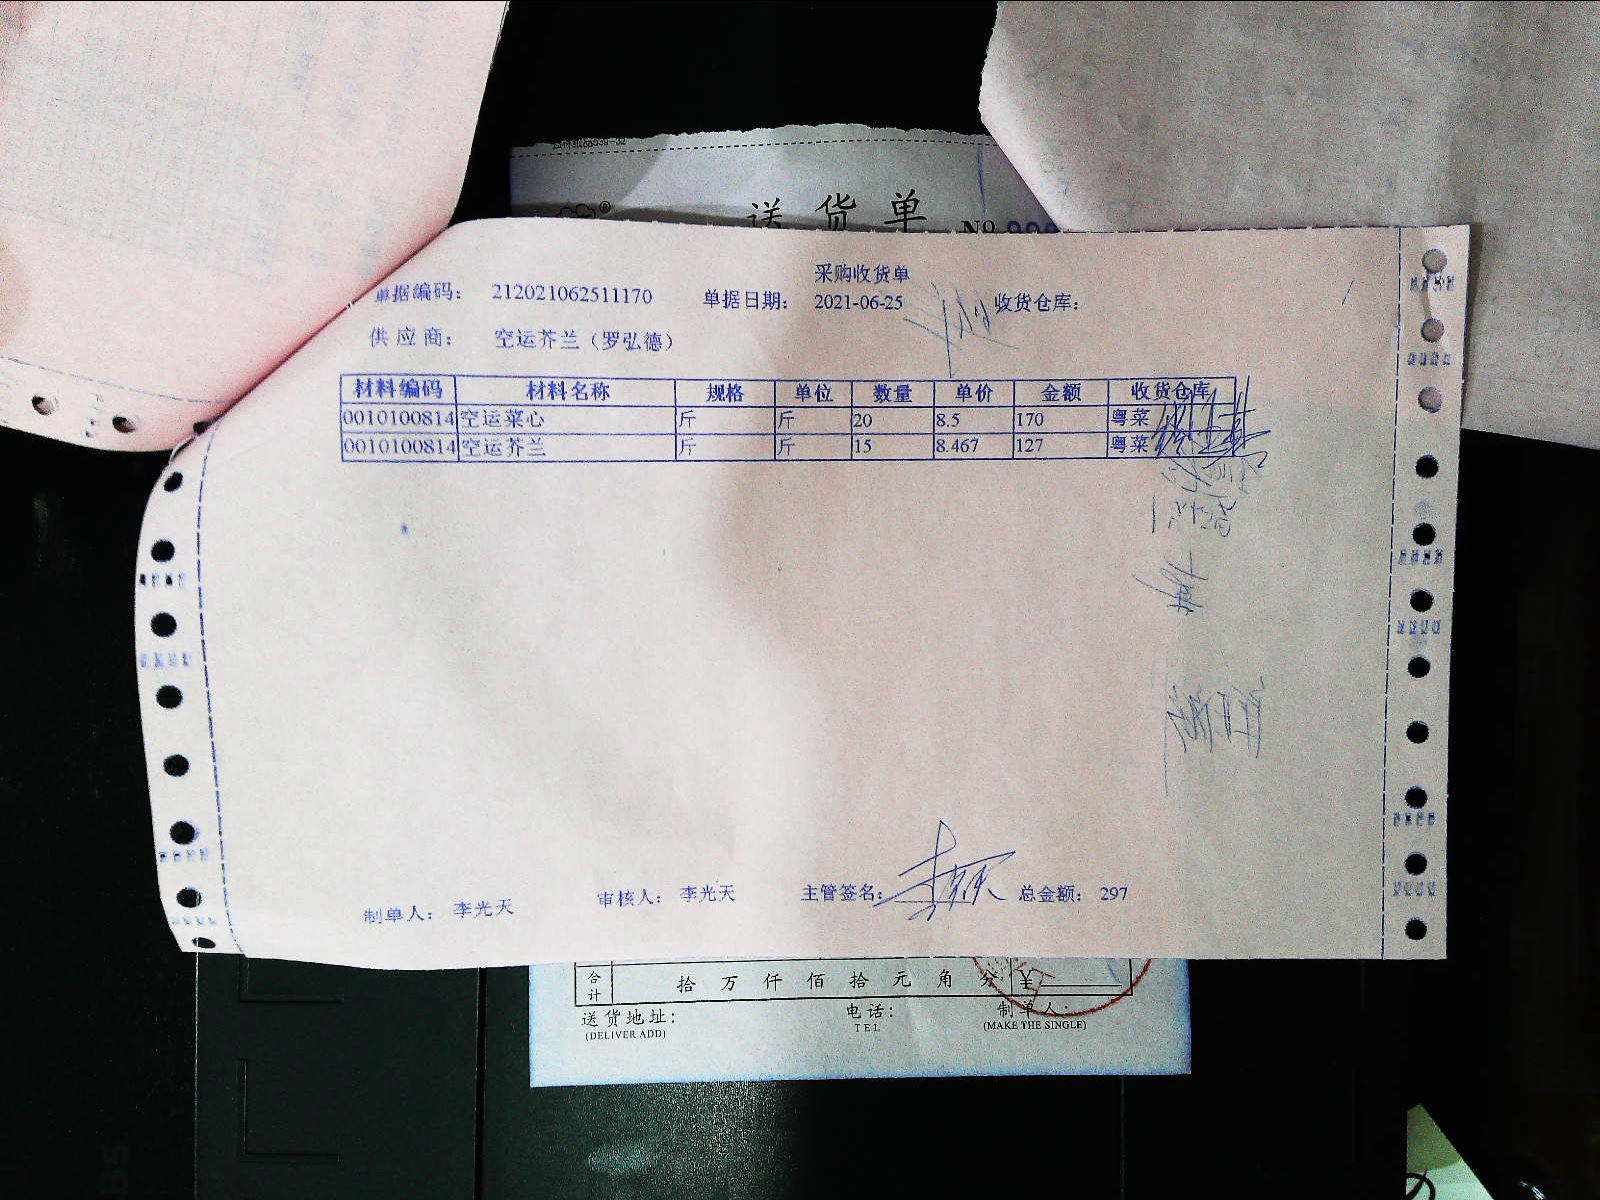 送货单 No
采购收货单
单据编码： 212021062511170 单据日期： 2021-06-25 收货仓库：
供应商： 空运芥兰（罗弘德）
材料编码 材料名称 规格 单位 数量 单价 金额 收货仓库
0010100814 空运菜心 斤 斤 20 8.5 170 粤菜
0010100814 空运芥兰 斤 斤 15 8.467 127 粤菜
制单人： 李光天 审核人： 李光天 主管签名： 总金额： 297
合计 拾 万 仟 佰 拾 元 角 分 ¥
送货地址： 电话： 制单人：
(DELIVER ADD) TEL (MAKE THE SINGLE)